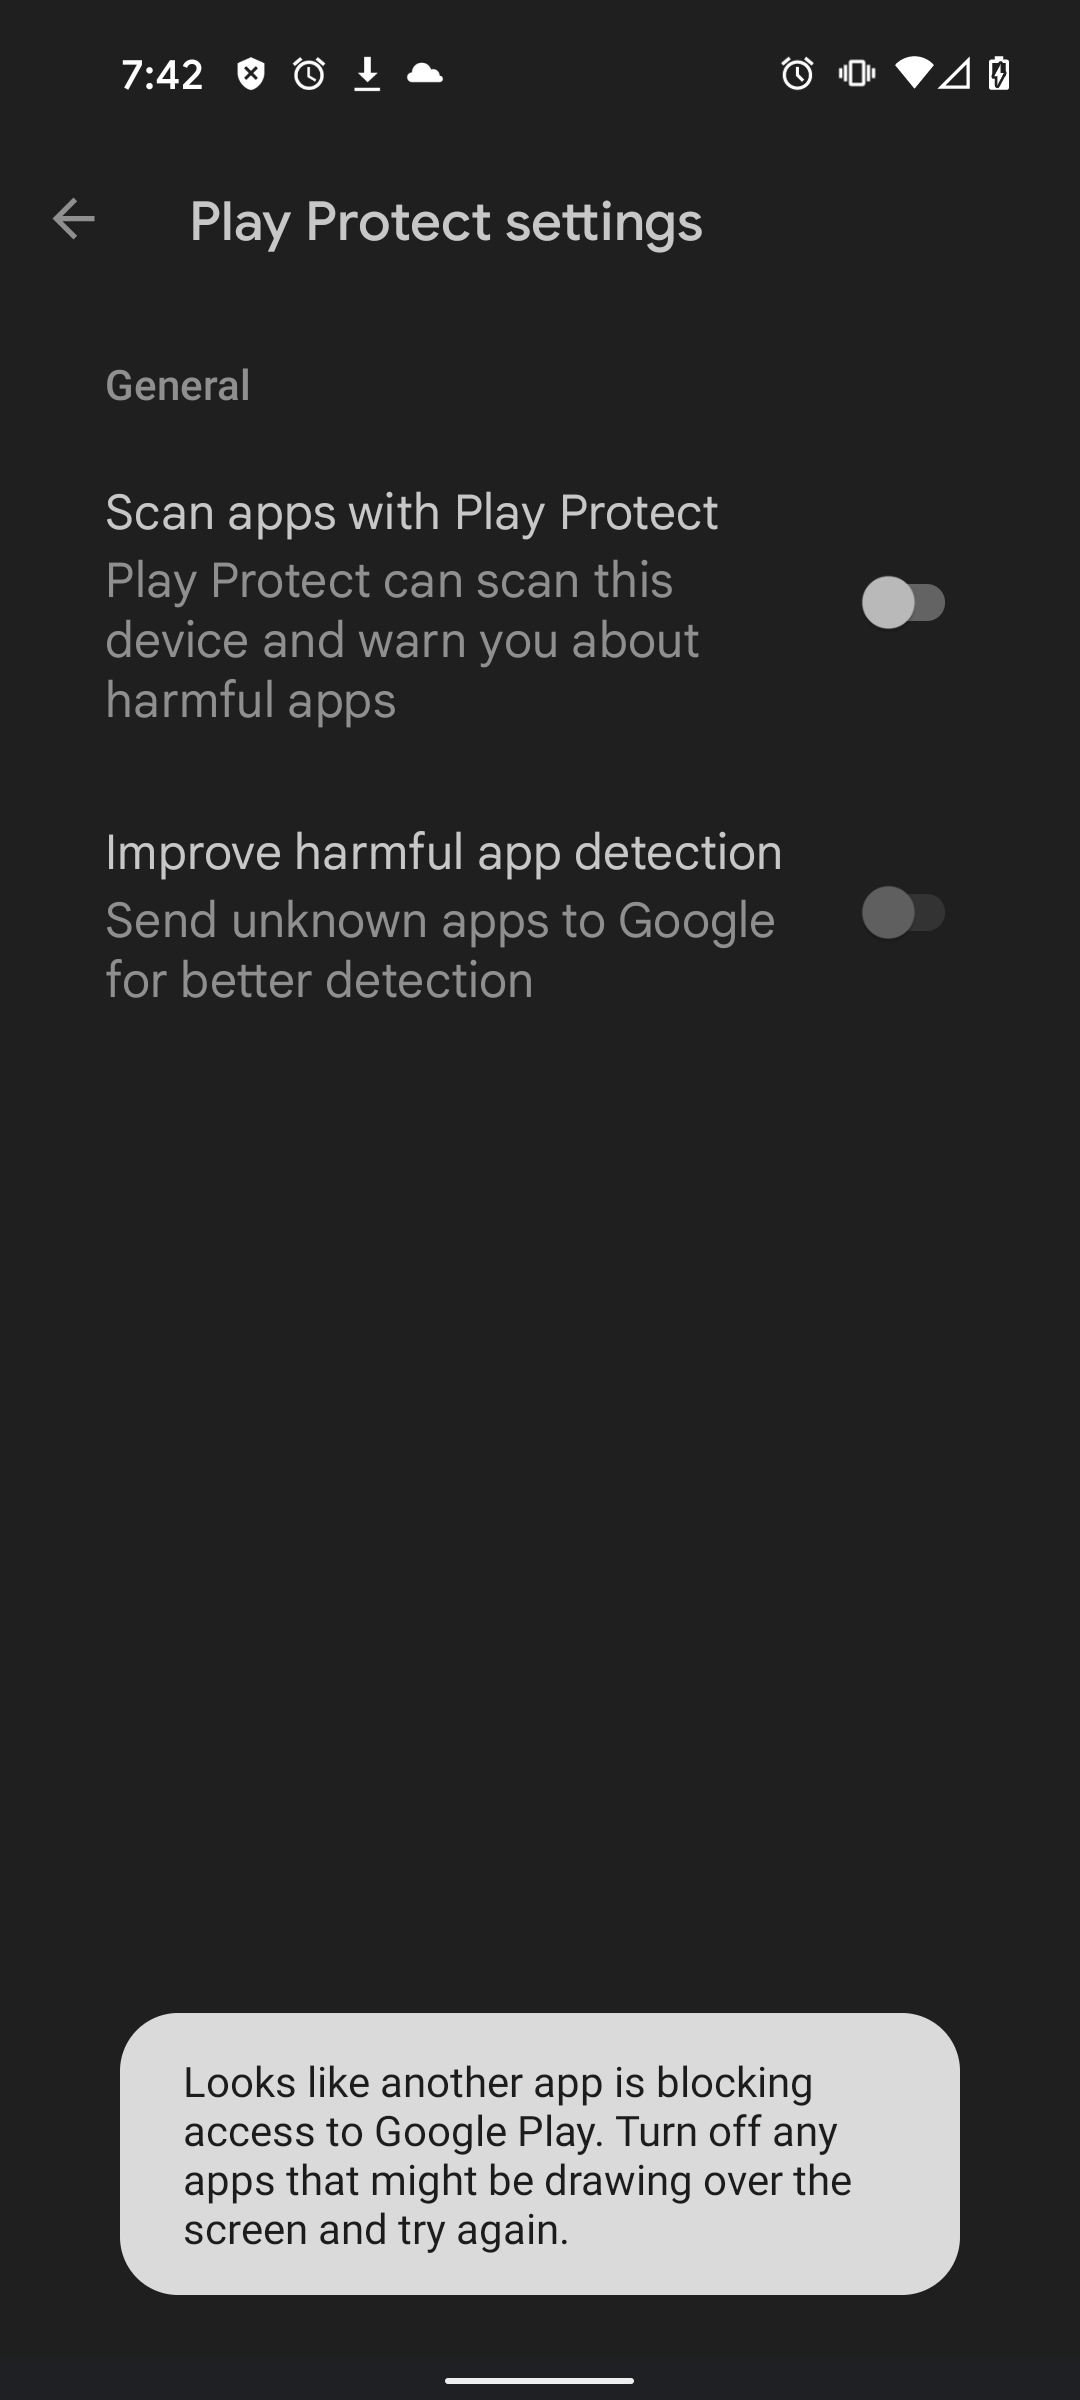 7:42
Play Protect settings
General
Scan apps with Play Protect
Play Protect can scan this
device and warn you about
harmful apps
Improve harmful app detection
Send unknown apps to Google
for better detection
Looks like another app is blocking
access to Google Play. Turn off any
apps that might be drawing over the
screen and try again.